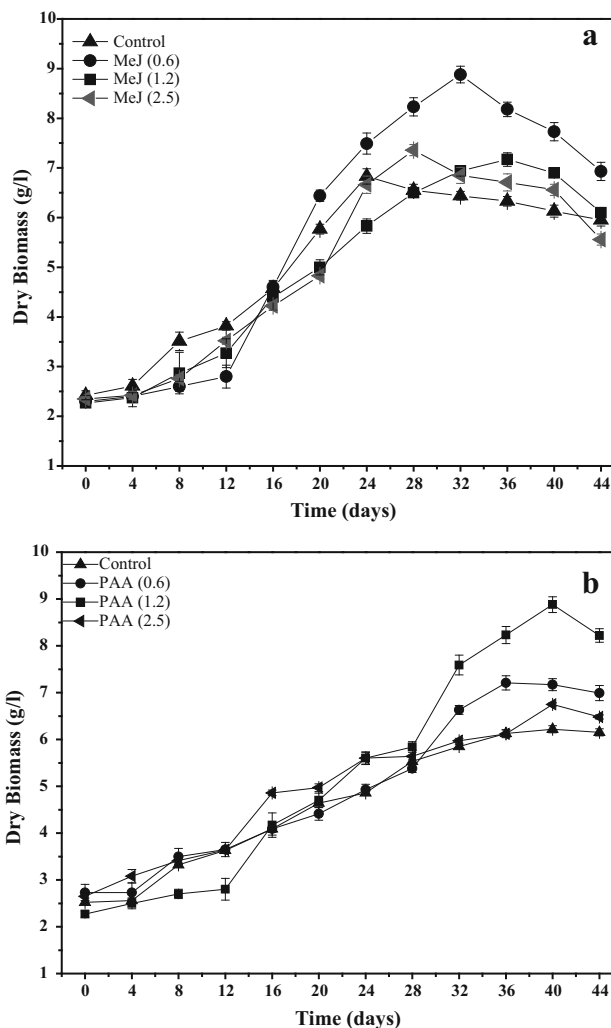 a
Control
MeJ (0.6)
MeJ (1.2)
MeJ (2.5)
10
9
8
7
6
5
4
3
2
1
Dry Biomass (g/l)
0 4 8 12 16 20 24 28 32 36 40 44
Time (days)
b
Control
PAA (0.6)
PAA (1.2)
PAA (2.5)
10
9
8
7
6
5
4
3
2
1
Dry Biomass (g/l)
0 4 8 12 16 20 24 28 32 36 40 44
Time (days)